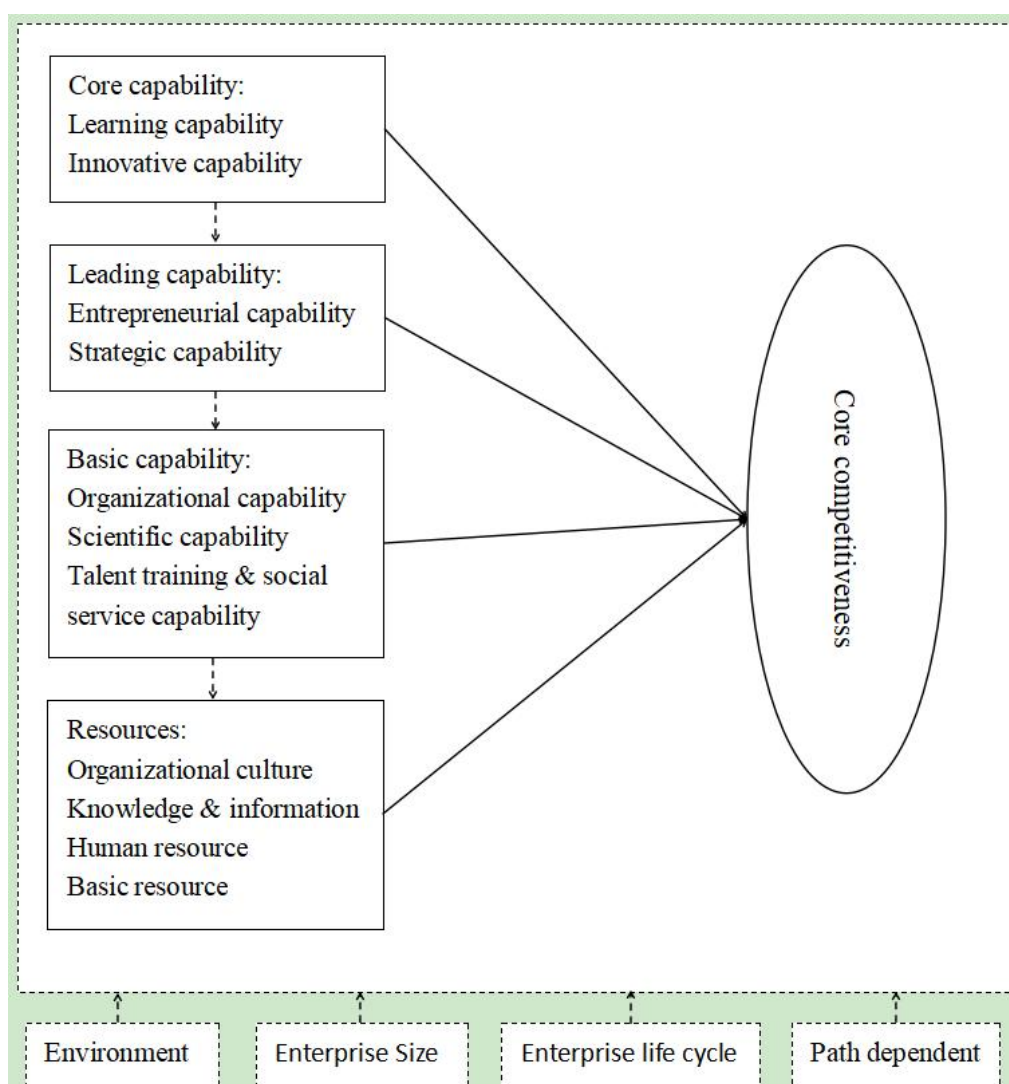 Core capability:
Learning capability
Innovative capability
Leading capability:
Entrepreneurial capability
Strategic capability
Basic capability:
Organizational capability
Scientific capability
Talent training & social
service capability
Resources:
Organizational culture
Knowledge & information
Human resource
Basic resource
Core competitiveness
Environment
Enterprise Size
Enterprise life cycle
Path dependent